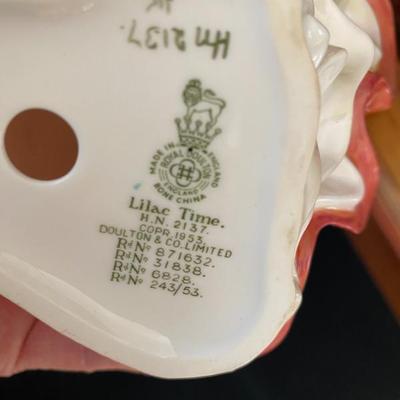 HN 2137.
MADE IN ENGLAND
ROYAL DOULTON
ENGLAND
BONE CHINA
Lilac Time.
H.N. 2137.
COPR. 1953.
DOULTON & CO. LIMITED
Rd No 871632.
Rd No 31838.
Rd No 6828.
Rd No 243/53.